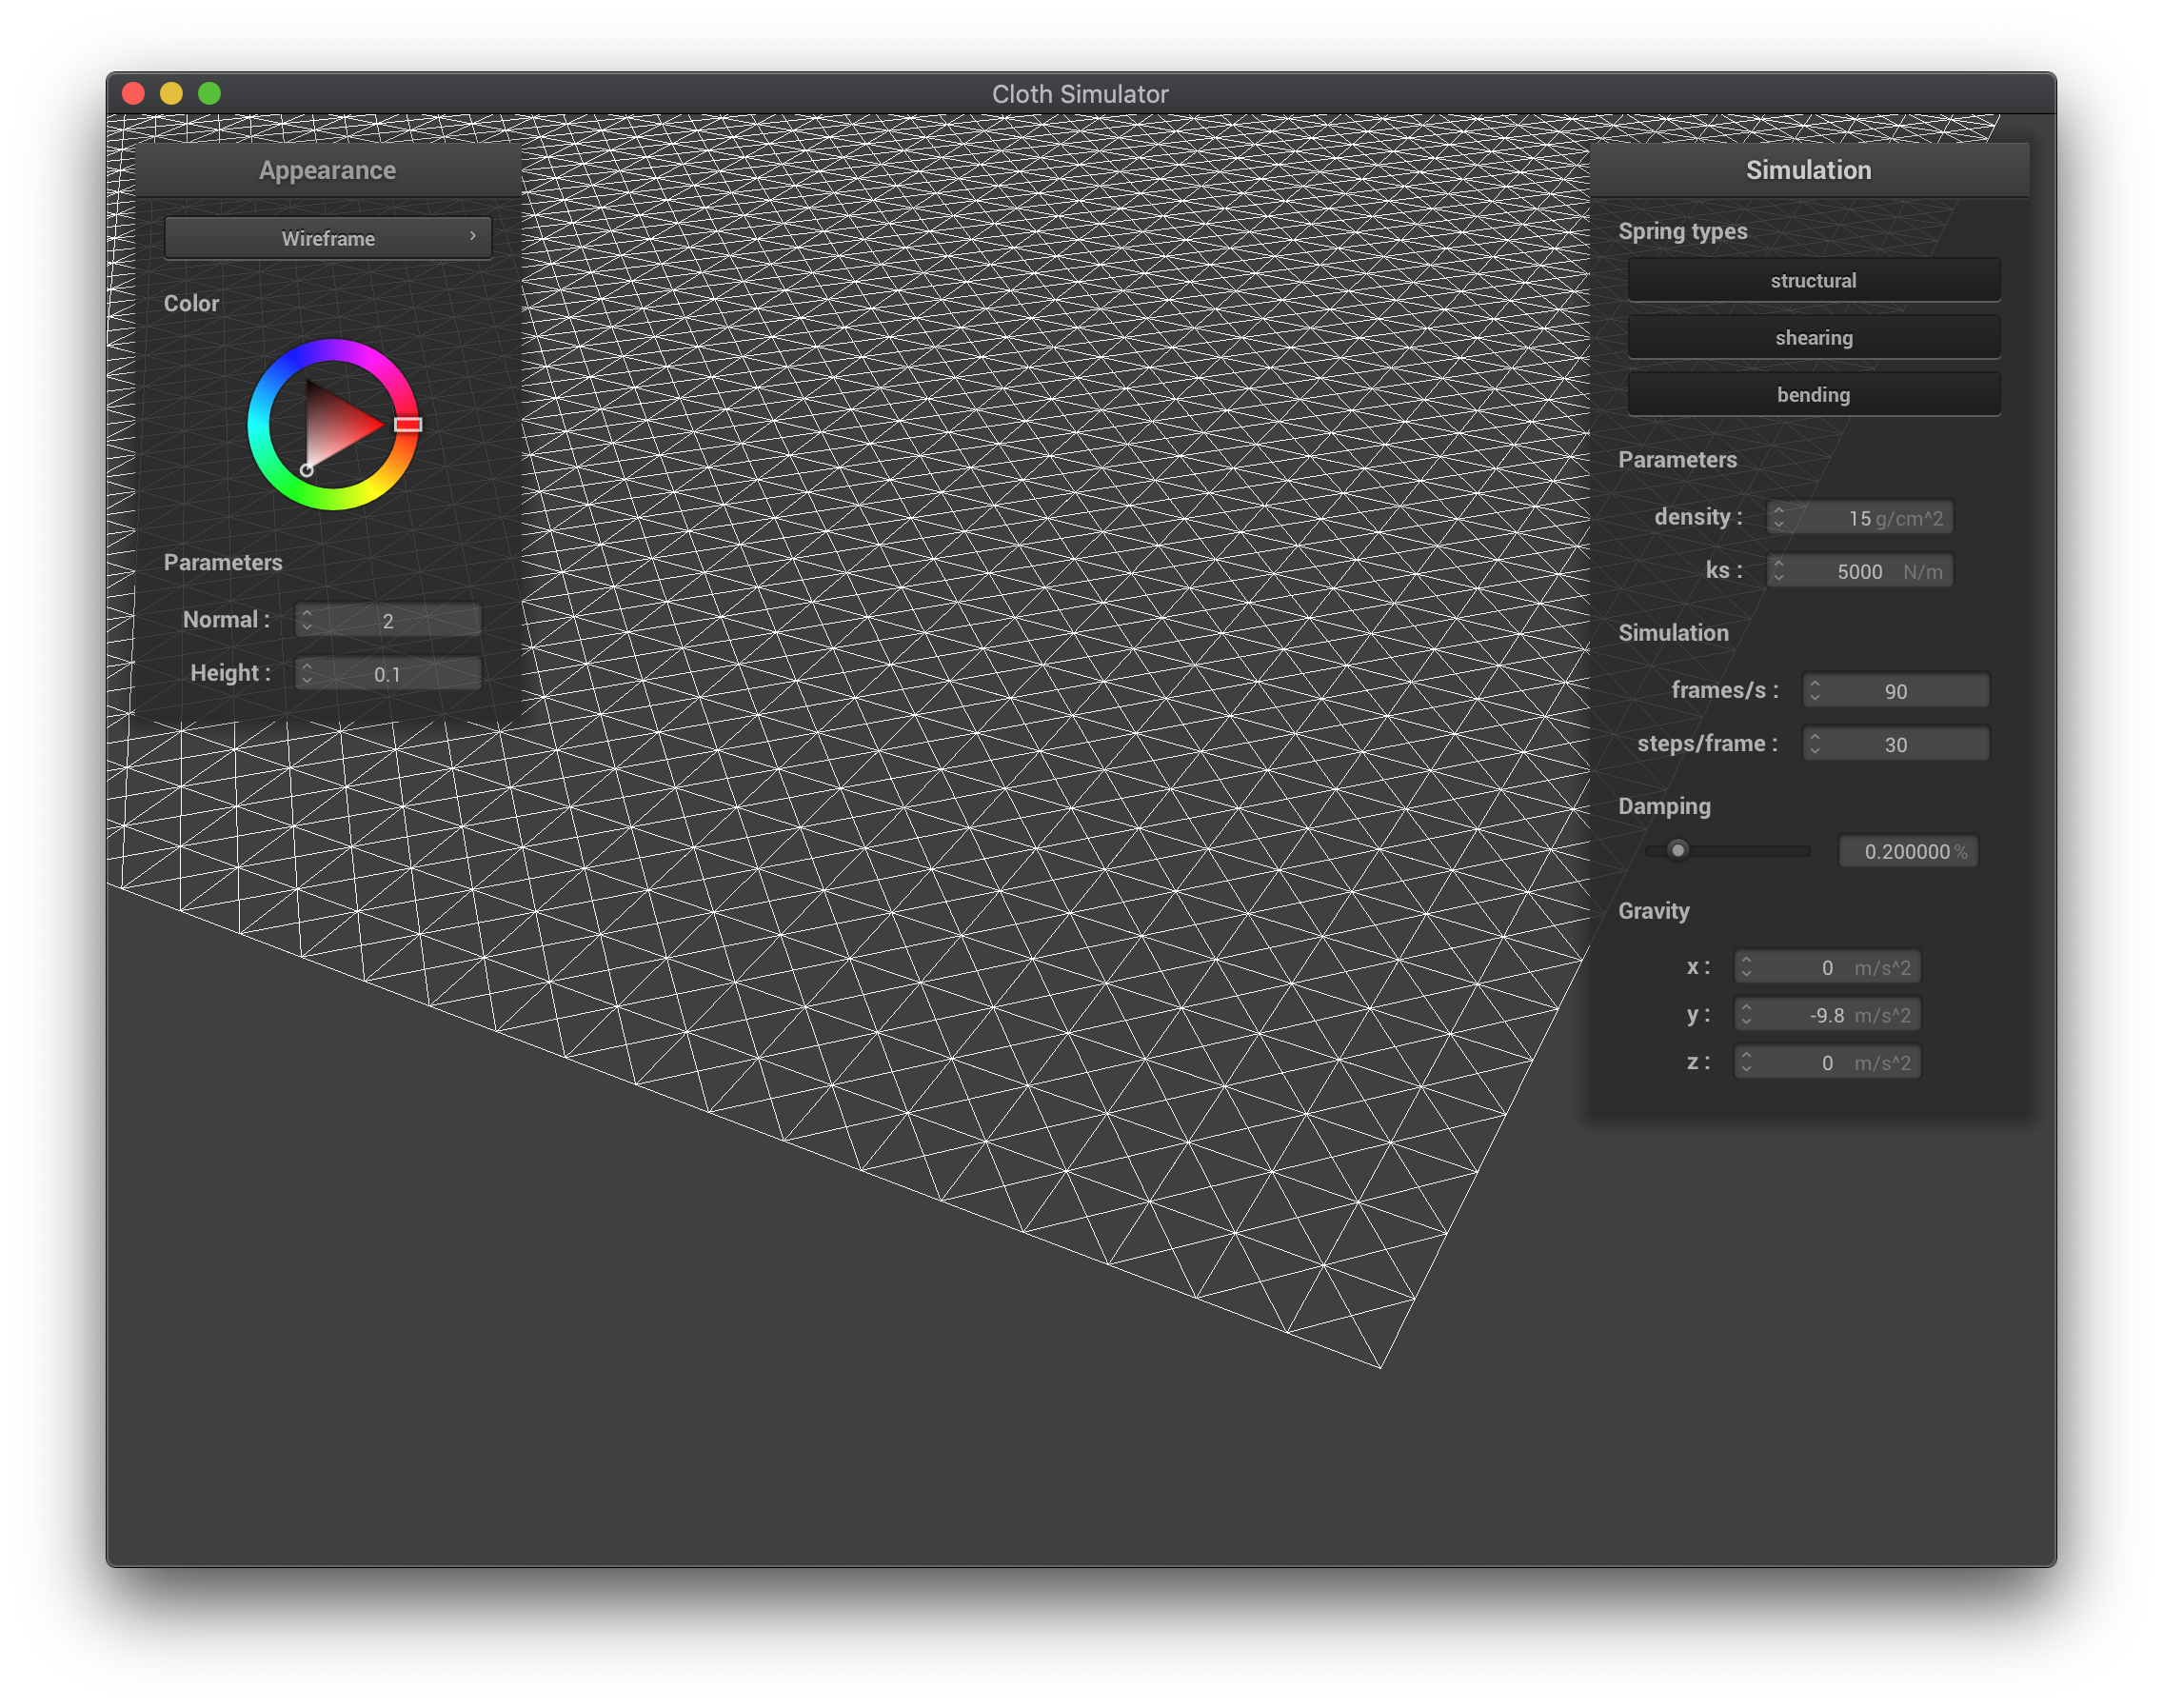 Cloth Simulator
Appearance
Wireframe
Color
Parameters
Normal : 2
Height : 0.1
Simulation
Spring types
structural
shearing
bending
Parameters
density : 15 g/cm^2
ks : 5000 N/m
Simulation
frames/s : 90
steps/frame : 30
Damping
0.200000 %
Gravity
x : 0 m/s^2
y : -9.8 m/s^2
z : 0 m/s^2